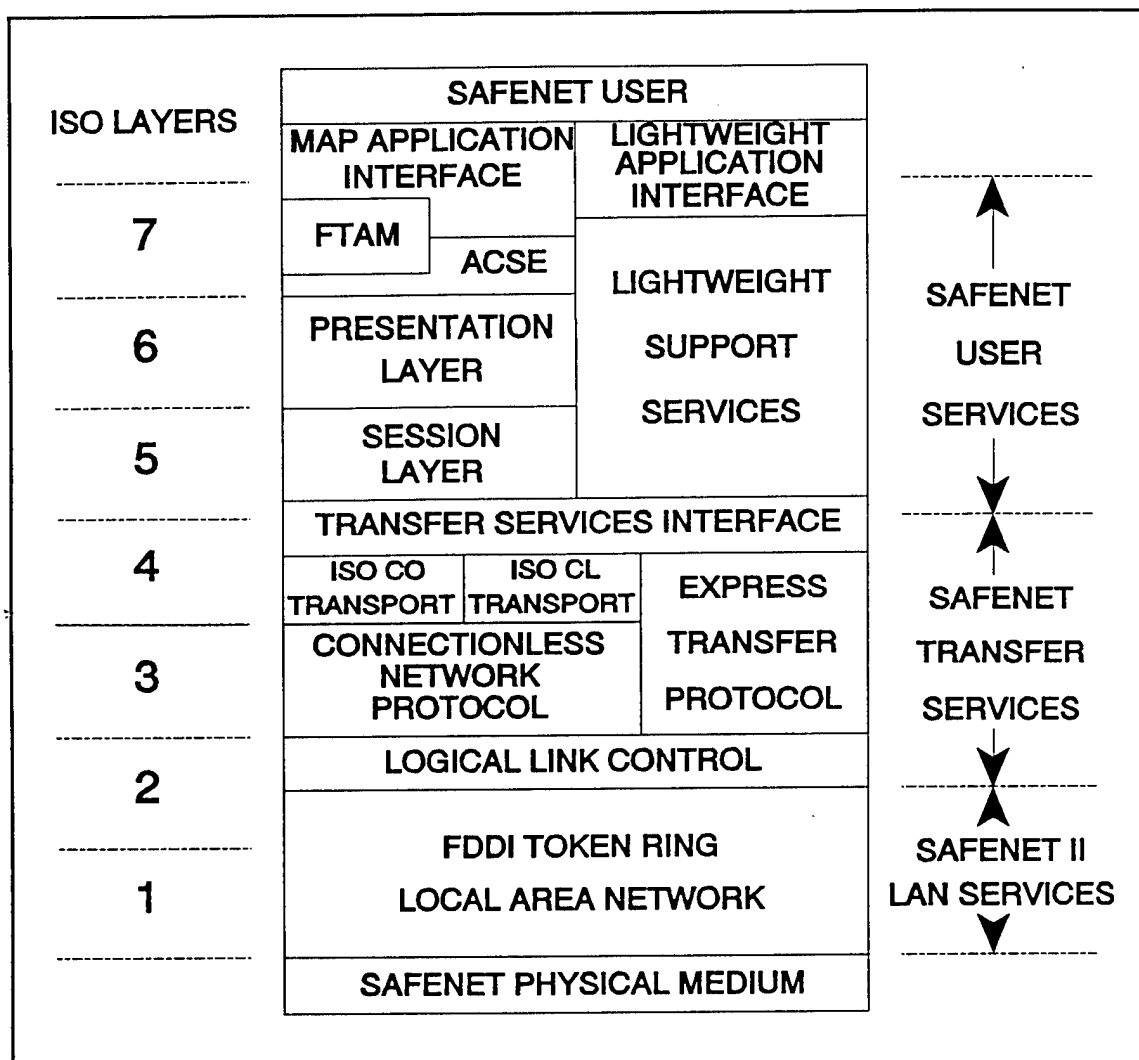 ISO LAYERS
7
6
5
4
3
2
1
SAFENET USER
MAP APPLICATION
INTERFACE
LIGHTWEIGHT
APPLICATION
INTERFACE
FTAM
ACSE
PRESENTATION
LAYER
SESSION
LAYER
LIGHTWEIGHT
SUPPORT
SERVICES
TRANSFER SERVICES INTERFACE
ISO CO
TRANSPORT
ISO CL
TRANSPORT
CONNECTIONLESS
NETWORK
PROTOCOL
EXPRESS
TRANSFER
PROTOCOL
LOGICAL LINK CONTROL
FDDI TOKEN RING
LOCAL AREA NETWORK
SAFENET PHYSICAL MEDIUM
SAFENET
USER
SERVICES
SAFENET
TRANSFER
SERVICES
SAFENET II
LAN SERVICES